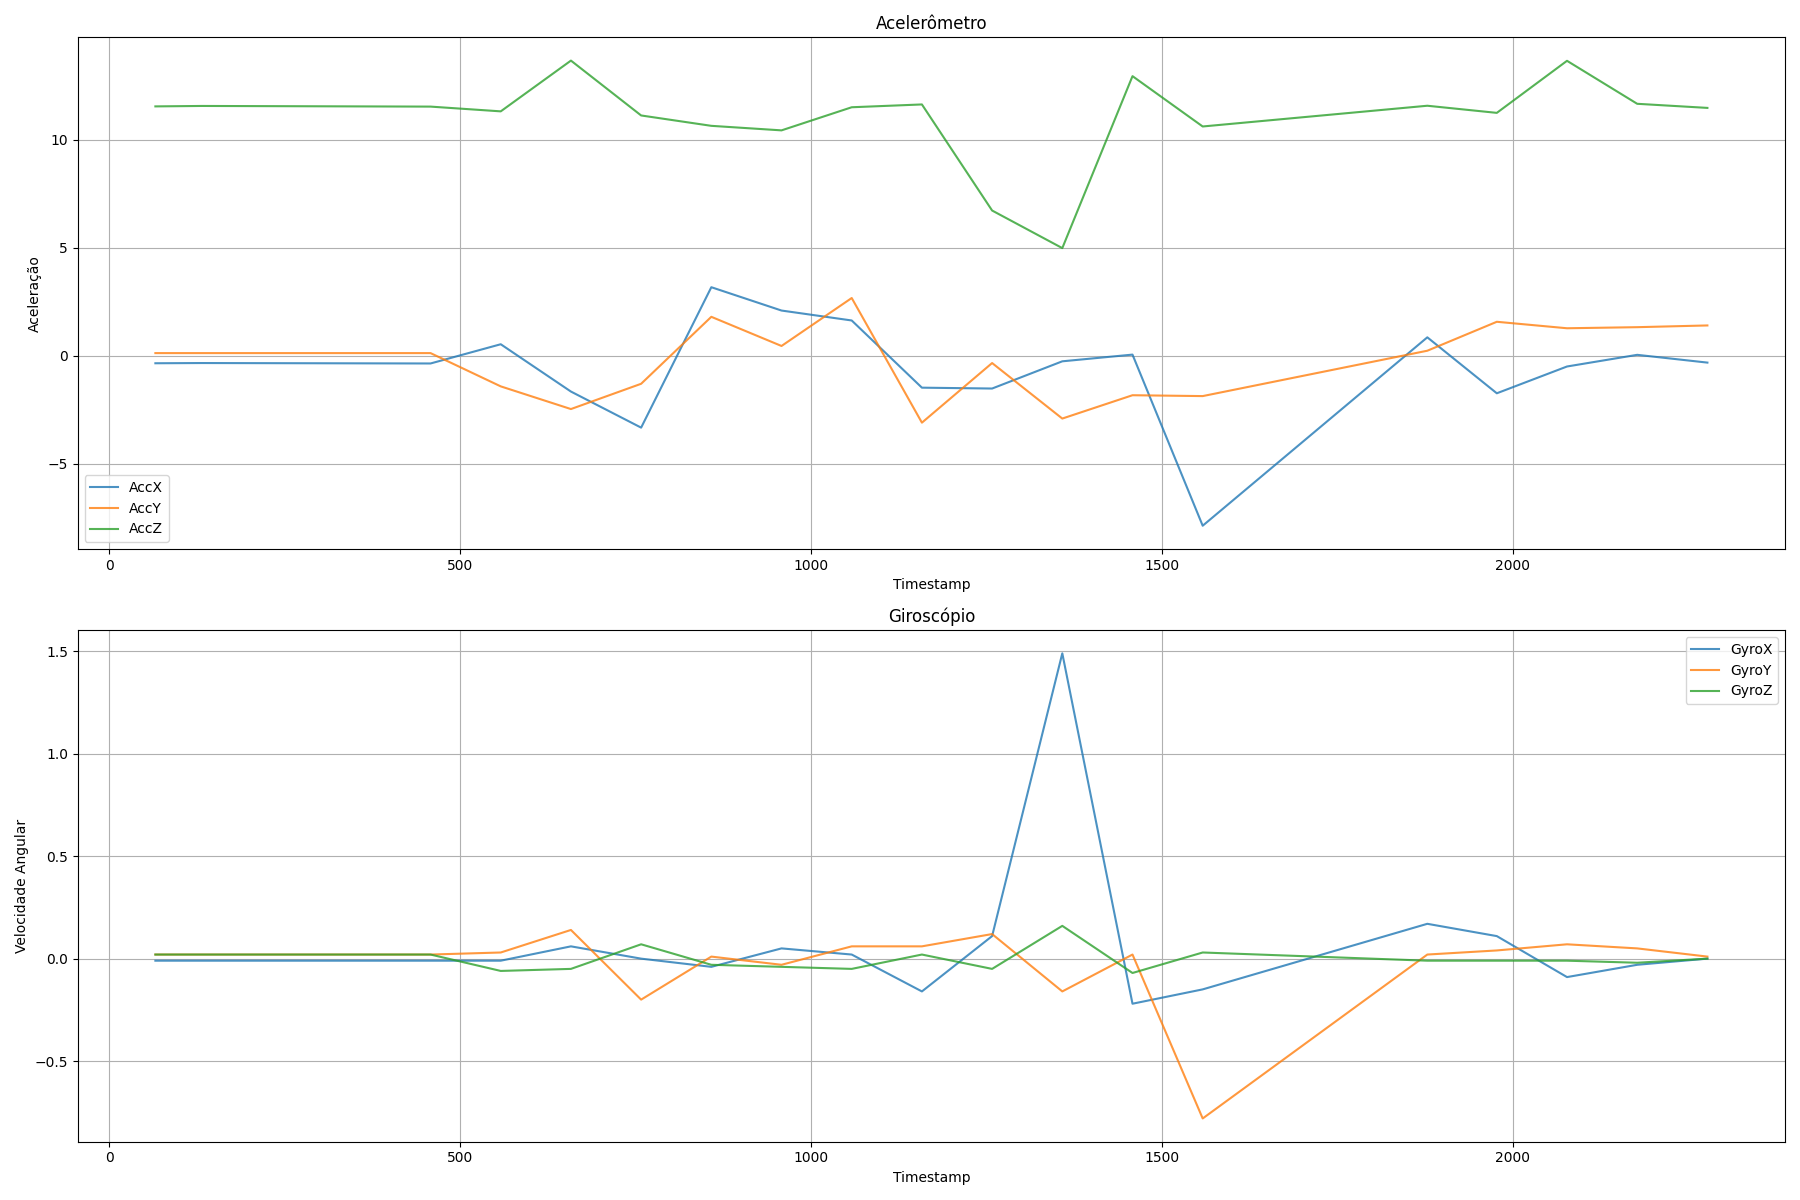 Acelerômetro
10
5
0
−5
Aceleração
AccX
AccY
AccZ
0 500 1000 1500 2000
Timestamp
Giroscópio
1.5
1.0
0.5
0.0
−0.5
Velocidade Angular
GyroX
GyroY
GyroZ
0 500 1000 1500 2000
Timestamp